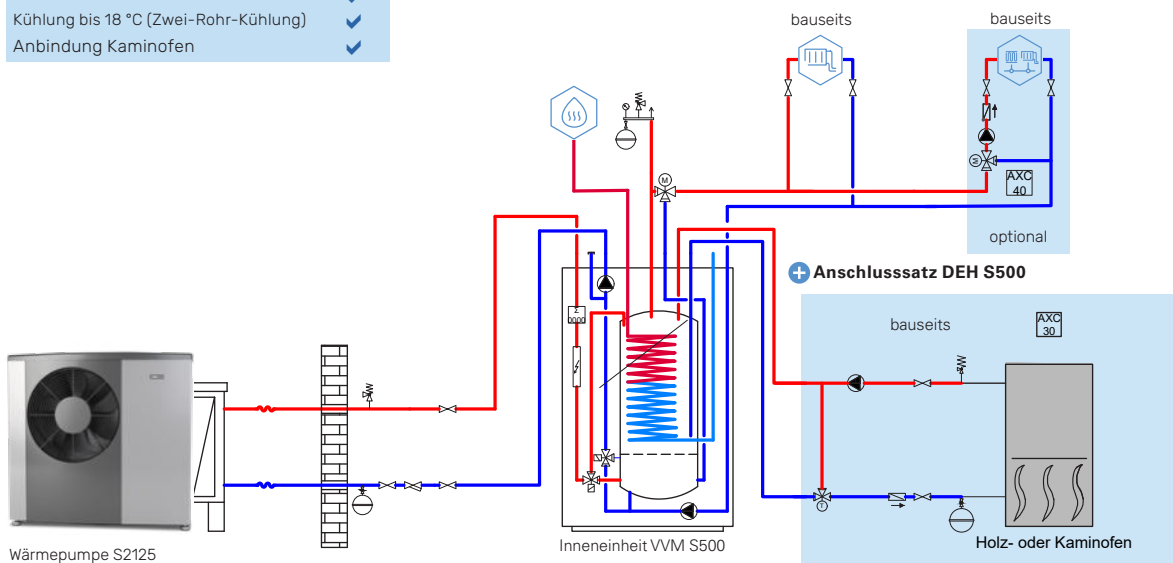 Kühlung bis 18 °C (Zwei-Rohr-Kühlung)
Anbindung Kaminofen
bauseits
bauseits
M
M
AXC
40
optional
Anschlusssatz DEH S500
bauseits
AXC
30
Σ
0000
T
Wärmepumpe S2125
Inneneinheit VVM S500
Holz- oder Kaminofen